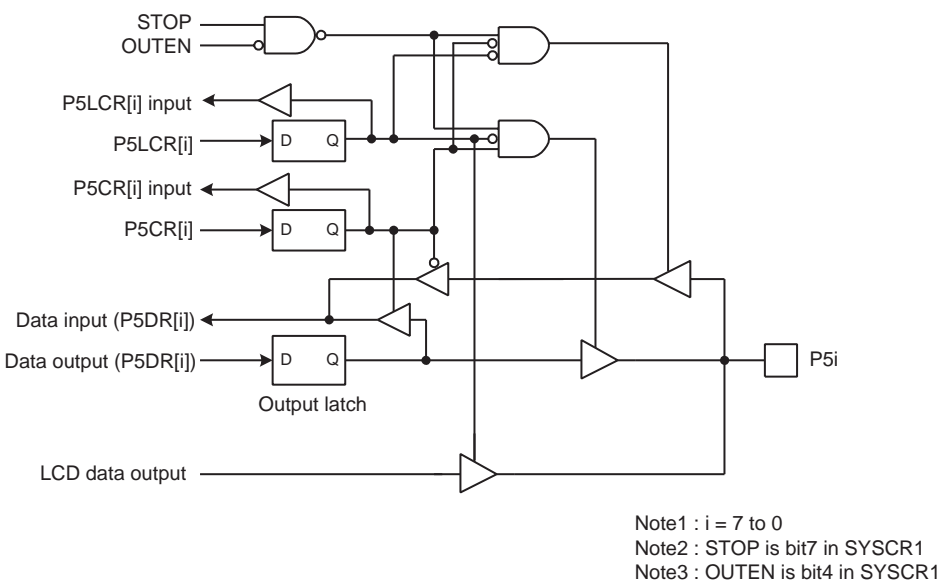 STOP
OUTEN
P5LCR[i] input
P5LCR[i]
D Q
P5CR[i] input
P5CR[i]
D Q
Data input (P5DR[i])
Data output (P5DR[i])
D Q
P5i
Output latch
LCD data output
Note1 : i = 7 to 0
Note2 : STOP is bit7 in SYSCR1
Note3 : OUTEN is bit4 in SYSCR1